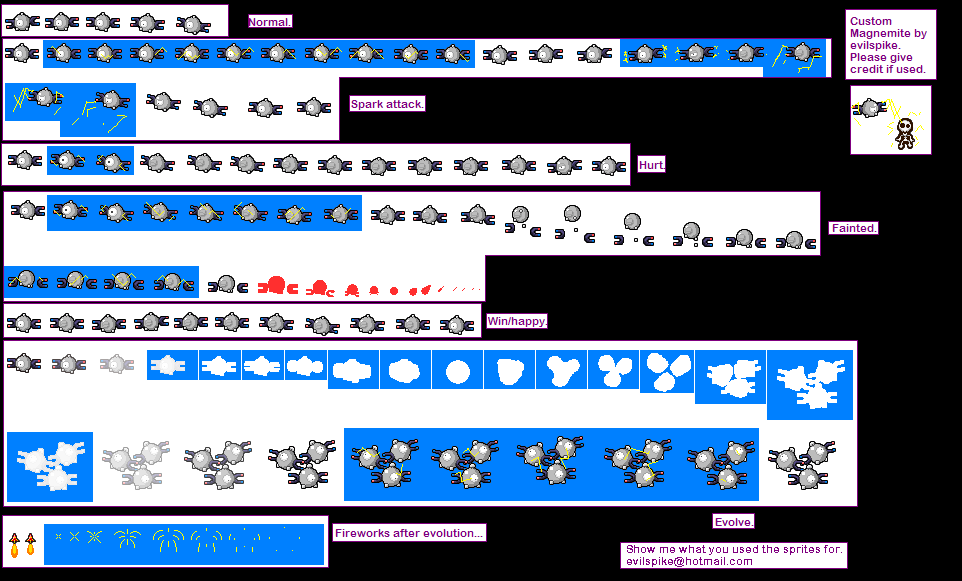 Normal.
Custom
Magnemite by
evilspike.
Please give
credit if used.
Spark attack.
Hurt.
Fainted.
Win/happy.
Evolve.
Fireworks after evolution...
Show me what you used the sprites for.
evilspike@hotmail.com